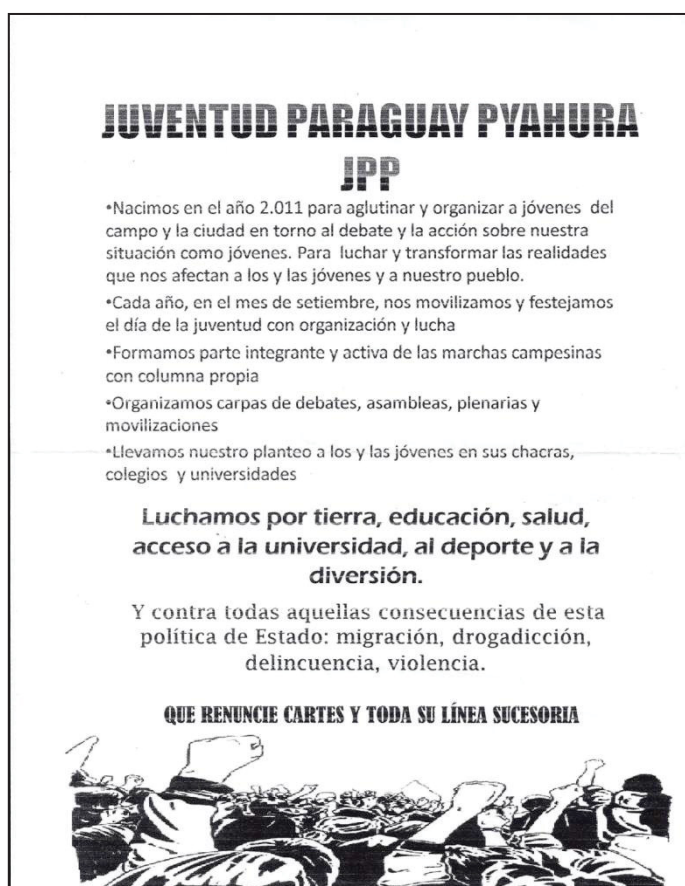 JUVENTUD PARAGUAY PYAHURA
JPP
•Nacimos en el año 2.011 para aglutinar y organizar a jóvenes del
campo y la ciudad en torno al debate y la acción sobre nuestra
situación como jóvenes. Para luchar y transformar las realidades
que nos afectan a los y las jóvenes y a nuestro pueblo.
•Cada año, en el mes de setiembre, nos movilizamos y festejamos
el día de la juventud con organización y lucha
•Formamos parte integrante y activa de las marchas campesinas
con columna propia
•Organizamos carpas de debates, asambleas, plenarias y
movilizaciones
•Llevamos nuestro planteo a los y las jóvenes en sus chacras,
colegios y universidades
Luchamos por tierra, educación, salud,
acceso a la universidad, al deporte y a la
diversión.
Y contra todas aquellas consecuencias de esta
política de Estado: migración, drogadicción,
delincuencia, violencia.
QUE RENUNCIE CARTES Y TODA SU LÍNEA SUCESORIA